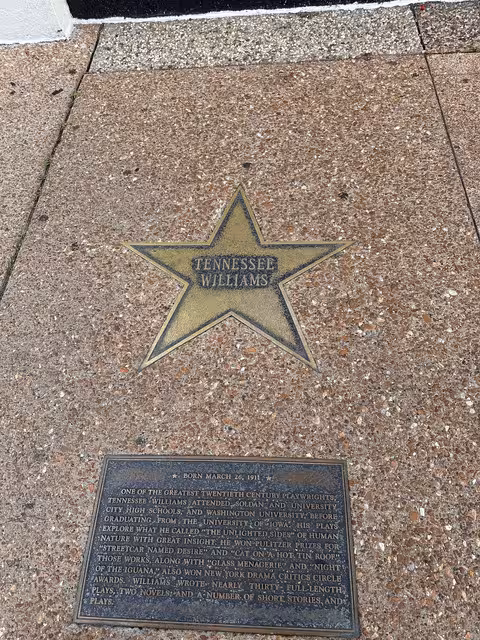 TENNESSEE
WILLIAMS
★ BORN MARCH 26, 1911 ★
ONE OF THE GREATEST TWENTIETH CENTURY PLAYWRIGHTS,
TENNESSEE WILLIAMS ATTENDED SOLDAN AND UNIVERSITY
CITY HIGH SCHOOLS, AND WASHINGTON UNIVERSITY, BEFORE
GRADUATING FROM THE UNIVERSITY OF IOWA. HIS PLAYS
EXPLORE WHAT HE CALLED "THE UNLIGHTED SIDES" OF HUMAN
NATURE WITH GREAT INSIGHT. HE WON PULITZER PRIZES FOR
"STREETCAR NAMED DESIRE" AND "CAT ON A HOT TIN ROOF."
THOSE WORKS, ALONG WITH "GLASS MENAGERIE" AND "NIGHT
OF THE IGUANA," ALSO WON NEW YORK DRAMA CRITICS CIRCLE
AWARDS. WILLIAMS WROTE NEARLY THIRTY FULL-LENGTH
PLAYS, TWO NOVELS, AND A NUMBER OF SHORT STORIES, AND
PLAYS.